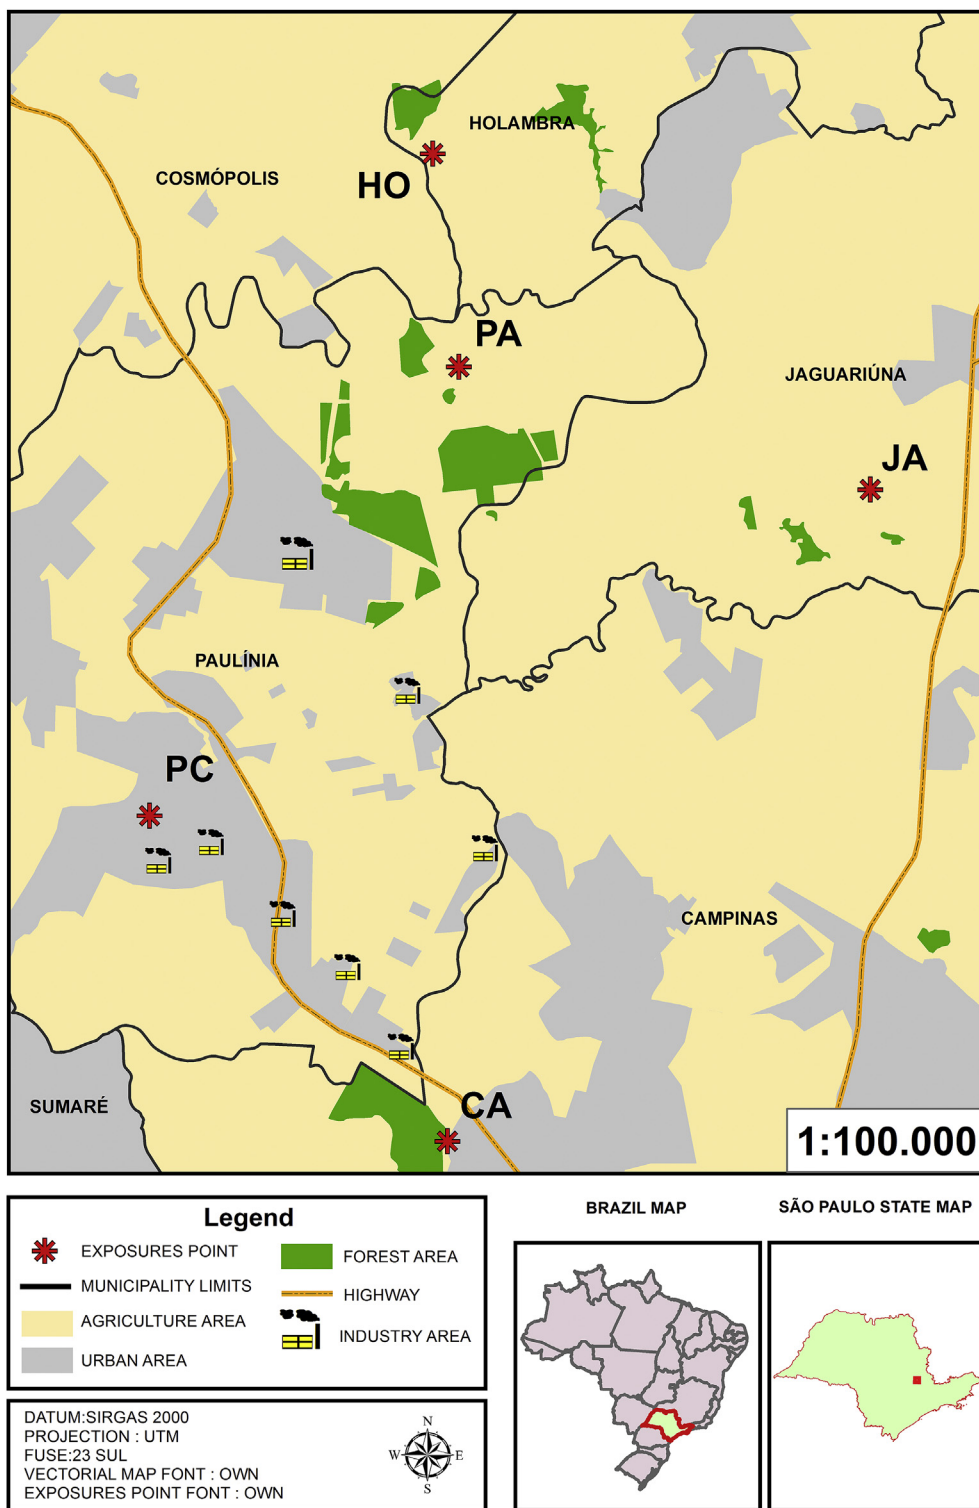 HOLAMBRA
COSMÓPOLIS
HO
PA
JAGUARIÚNA
JA
PAULÍNIA
PC
CAMPINAS
CA
SUMARÉ
1:100.000
Legend
EXPOSURES POINT
MUNICIPALITY LIMITS
AGRICULTURE AREA
URBAN AREA
FOREST AREA
HIGHWAY
INDUSTRY AREA
DATUM:SIRGAS 2000
PROJECTION : UTM
FUSE:23 SUL
VECTORIAL MAP FONT : OWN
EXPOSURES POINT FONT : OWN
N
W E
S
BRAZIL MAP
SÃO PAULO STATE MAP